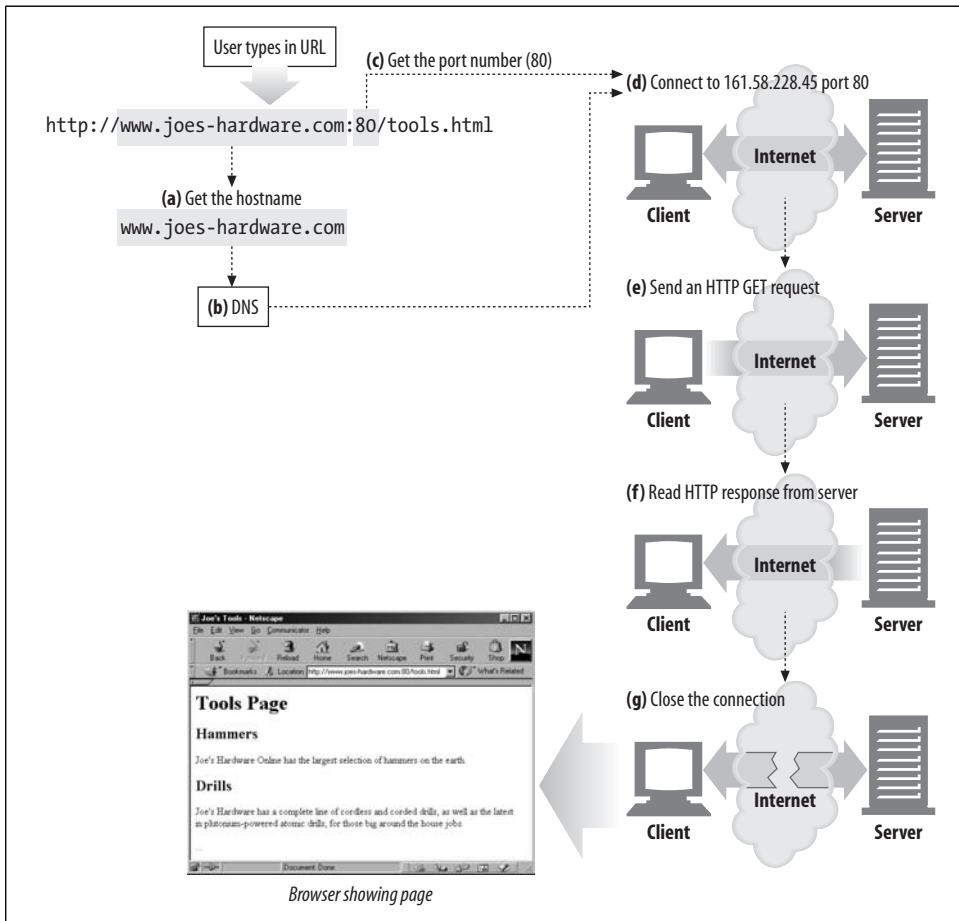 User types in URL
(c) Get the port number (80)
(d) Connect to 161.58.228.45 port 80
http://www.joes-hardware.com:80/tools.html
Internet
Client
Server
(a) Get the hostname
www.joes-hardware.com
(b) DNS
(e) Send an HTTP GET request
Internet
Client
Server
(f) Read HTTP response from server
Internet
Client
Server
(g) Close the connection
Internet
Client
Server
Joe's Tools - Netscape
File Edit View Go Communicator Help
Back Reload Home Search Netscape Print Security Shop N
Bookmarks Location: http://www.joes-hardware.com:80/tools.html What's Related
Tools Page
Hammers
Joe's Hardware Online has the largest selection of hammers on the earth.
Drills
Joe's Hardware has a complete line of cordless and corded drills, as well as the latest
in plutonium-powered atomic drills, for those big around the house jobs.
...
Document: Done
Browser showing page